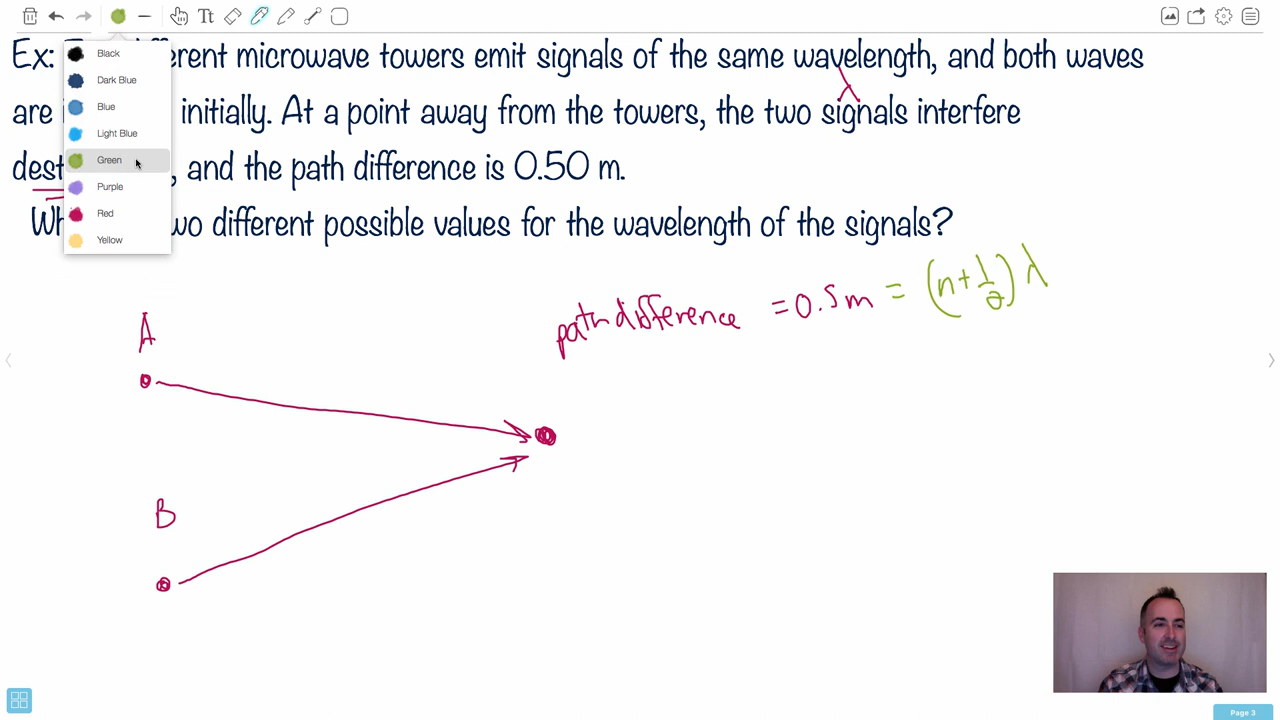 Tt
Black
Dark Blue
Blue
Light Blue
Green
Purple
Red
Yellow
Ex: erent microwave towers emit signals of the same wavelength, and both waves
λ
are initially. At a point away from the towers, the two signals interfere
dest , and the path difference is 0.50 m.
Wh wo different possible values for the wavelength of the signals?
path difference = 0.5m = (n+1/2) λ
A
B
Page 3